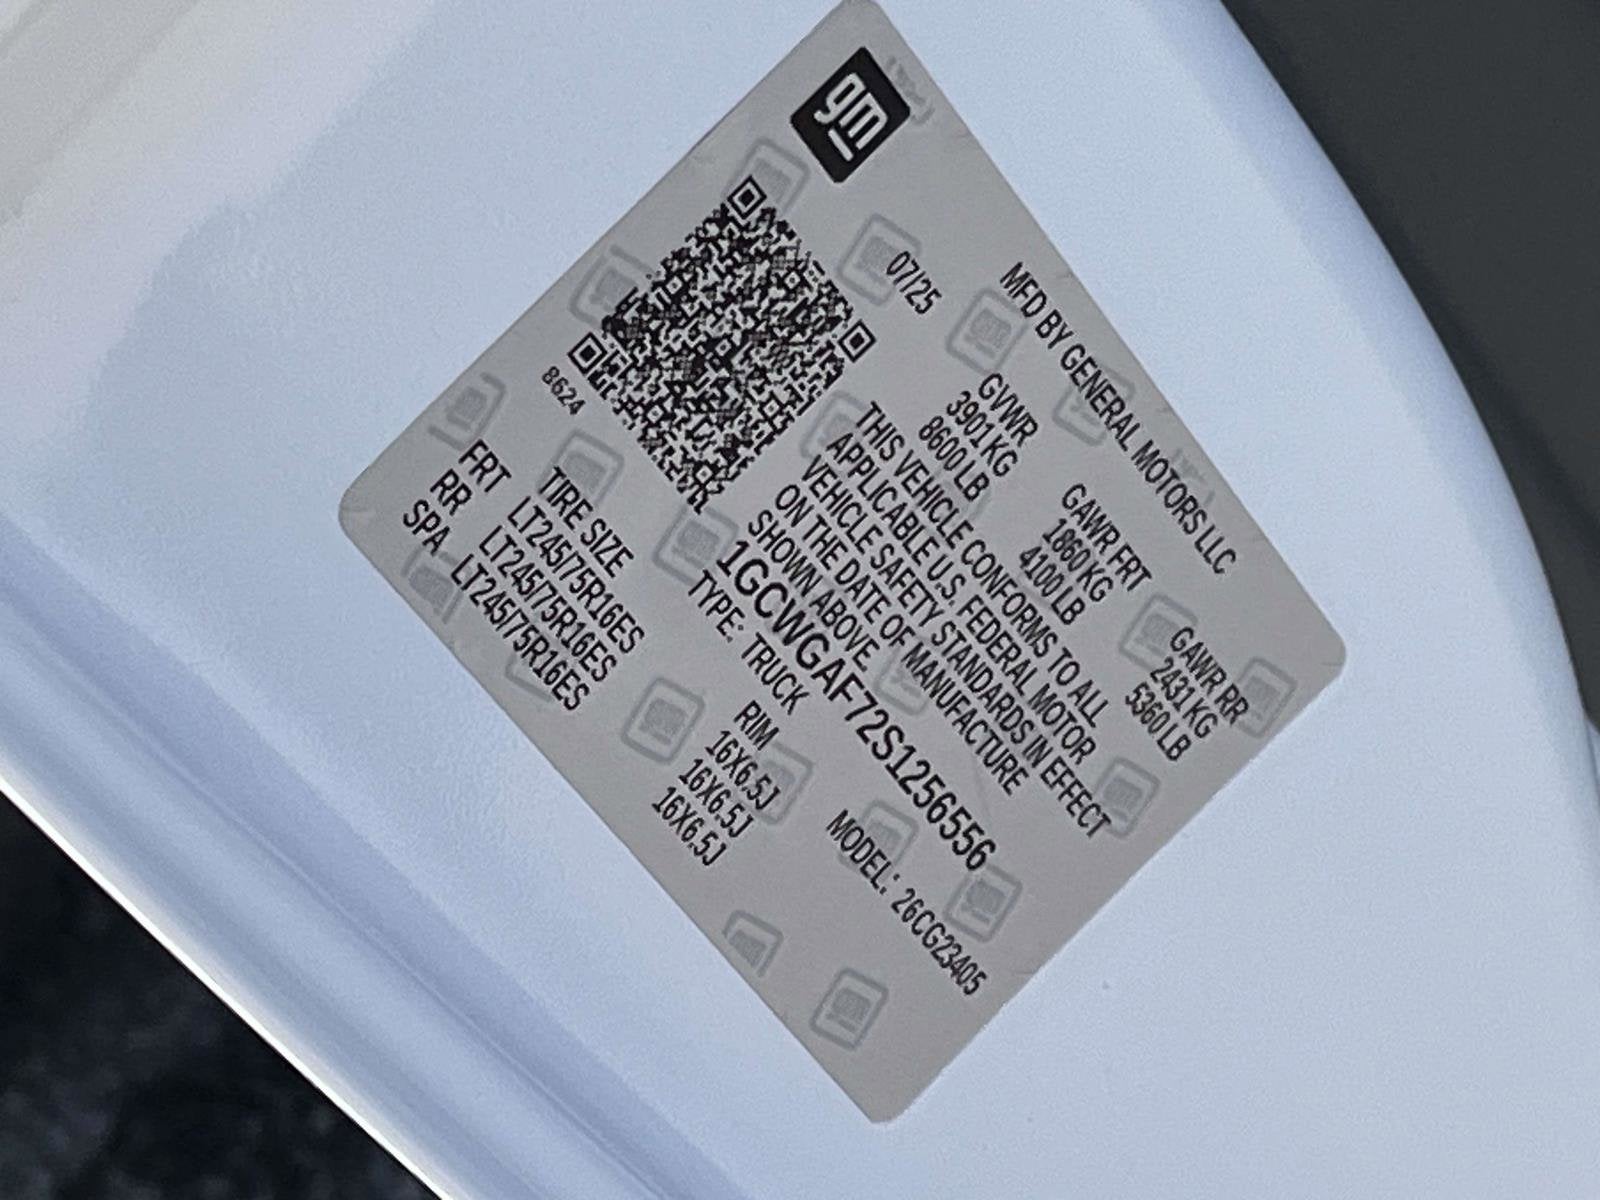 gm
MFD BY GENERAL MOTORS LLC
07/25
GVWR GAWR FRT GAWR RR
3901 KG 1860 KG 2431 KG
8600 LB 4100 LB 5360 LB
THIS VEHICLE CONFORMS TO ALL
APPLICABLE U.S. FEDERAL MOTOR
VEHICLE SAFETY STANDARDS IN EFFECT
ON THE DATE OF MANUFACTURE
SHOWN ABOVE.
1GCWGAF72S1256556
TYPE: TRUCK MODEL: 26CG23405
8624
TIRE SIZE RIM
FRT LT245/75R16ES 16X6.5J
RR LT245/75R16ES 16X6.5J
SPA LT245/75R16ES 16X6.5J